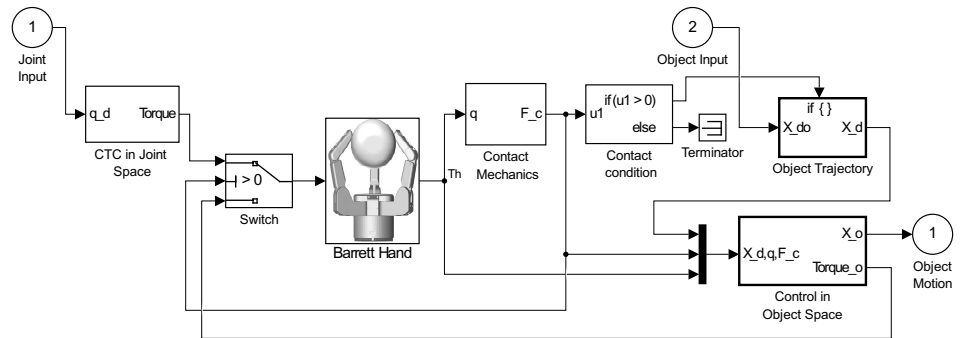 1
Joint
Input
q_d
Torque
CTC in Joint
Space
> 0
Switch
Barrett Hand
Th
q
F_c
Contact
Mechanics
u1
if(u1 > 0)
else
Contact
condition
Terminator
2
Object Input
if { }
X_do
X_d
Object Trajectory
X_d,q,F_c
X_o
Torque_o
Control in
Object Space
1
Object
Motion